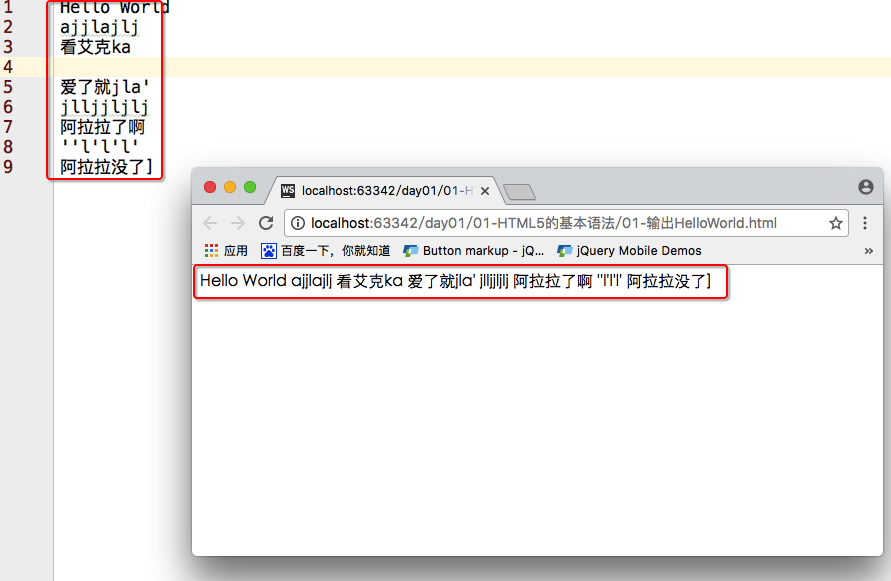 1 Hello World
2 ajjlajlj
3 看艾克ka
4
5 爱了就jla'
6 jlljjljlj
7 阿拉拉了啊
8 ''l'l'l'
9 阿拉拉没了]
WS localhost:63342/day01/01-H
localhost:63342/day01/01-HTML5的基本语法/01-输出HelloWorld.html
应用 百度一下，你就知道 Button markup - jQ... jQuery Mobile Demos »
Hello World ajjlajlj 看艾克ka 爱了就jla' jlljjljlj 阿拉拉了啊 ''l'l'l' 阿拉拉没了]